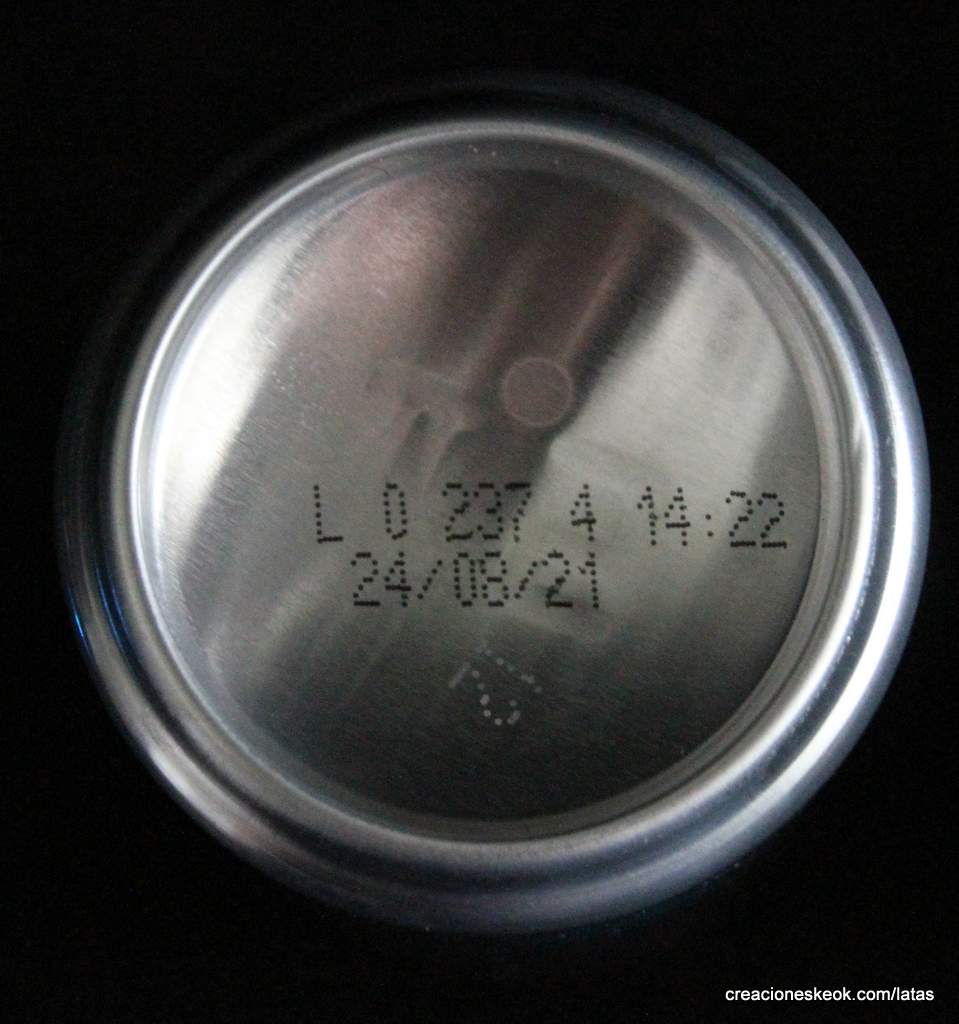 L 0 237 4 14:22
24/08/21
creacioneskeok.com/latas